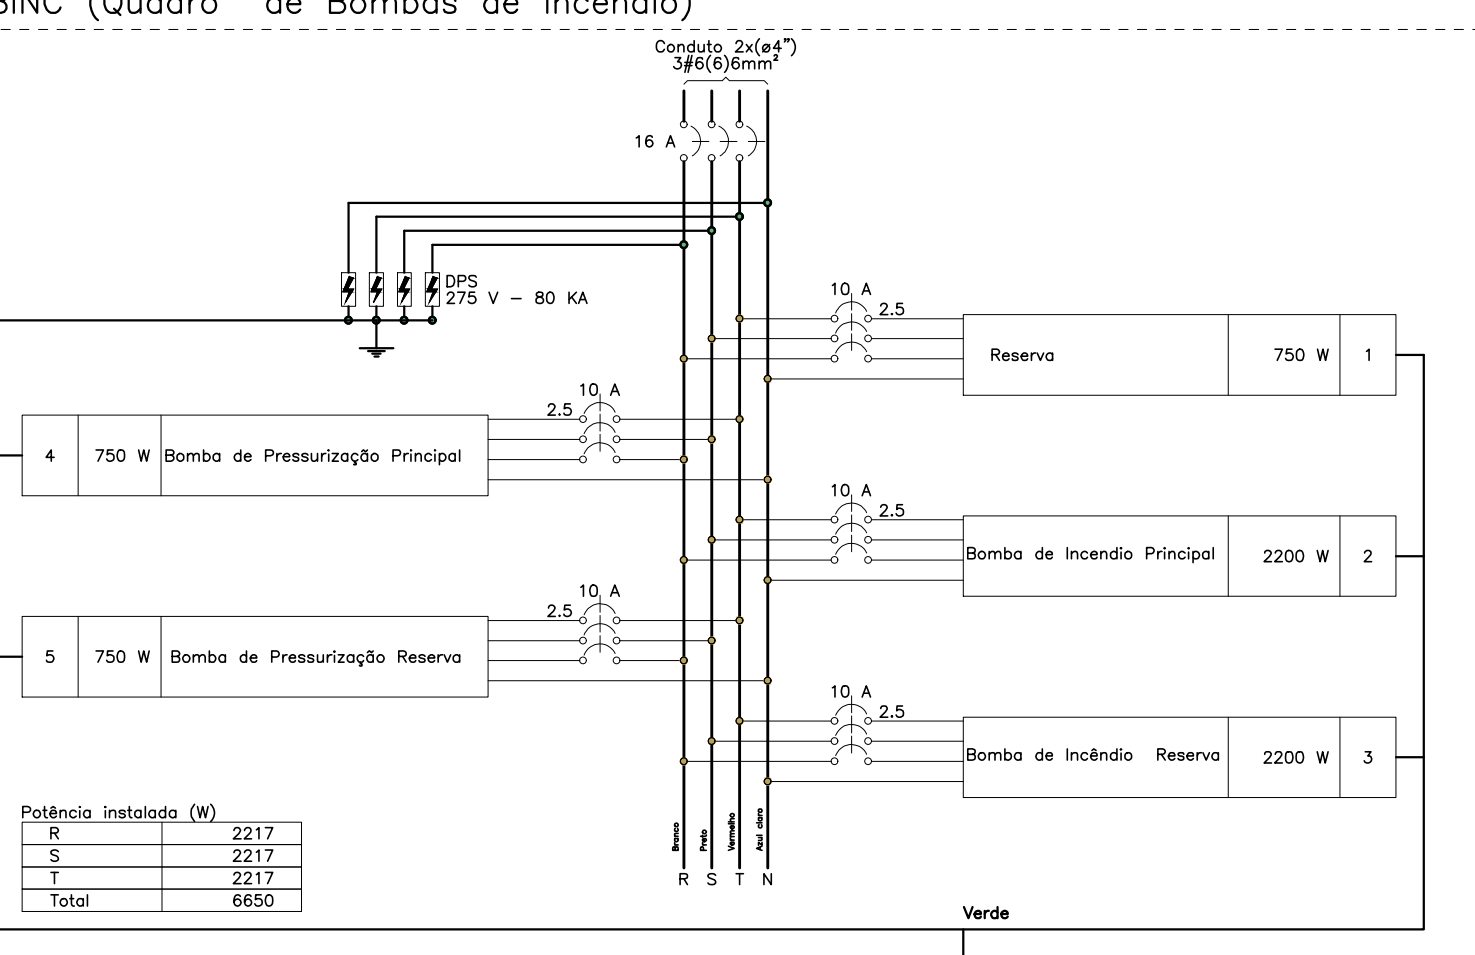 BINC (Quadro de Bombas de Incendio)
Conduto 2x(ø4")
3#6(6)6mm²
16 A
DPS
275 V – 80 KA
10 A
2.5
Reserva 750 W 1
10 A
2.5
4 750 W Bomba de Pressurização Principal
10 A
2.5
Bomba de Incendio Principal 2200 W 2
10 A
2.5
5 750 W Bomba de Pressurização Reserva
10 A
2.5
Bomba de Incêndio Reserva 2200 W 3
Potência instalada (W)
R 2217
S 2217
T 2217
Total 6650
Branco
Preto
Vermelho
Azul claro
R S T N
Verde